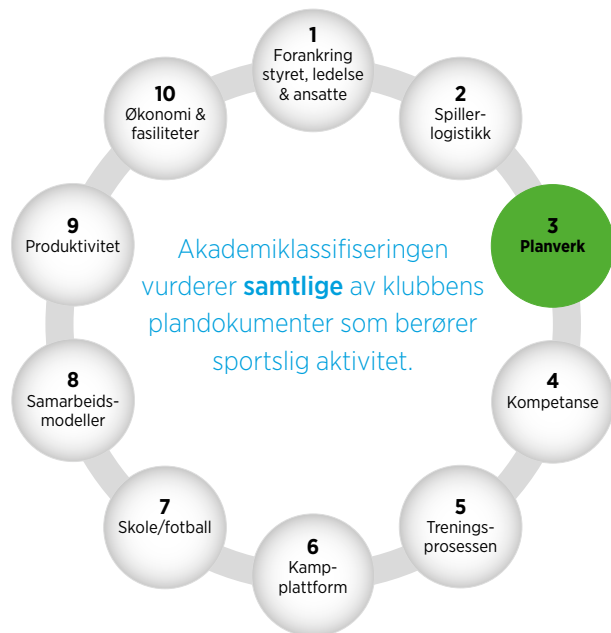 1
Forankring
styret, ledelse
& ansatte
2
Spiller-
logistikk
3
Planverk
4
Kompetanse
5
Trenings-
prosessen
6
Kamp-
plattform
7
Skole/fotball
8
Samarbeids-
modeller
9
Produktivitet
10
Økonomi &
fasiliteter
Akademiklassifiseringen
vurderer samtlige av klubbens
plandokumenter som berører
sportslig aktivitet.